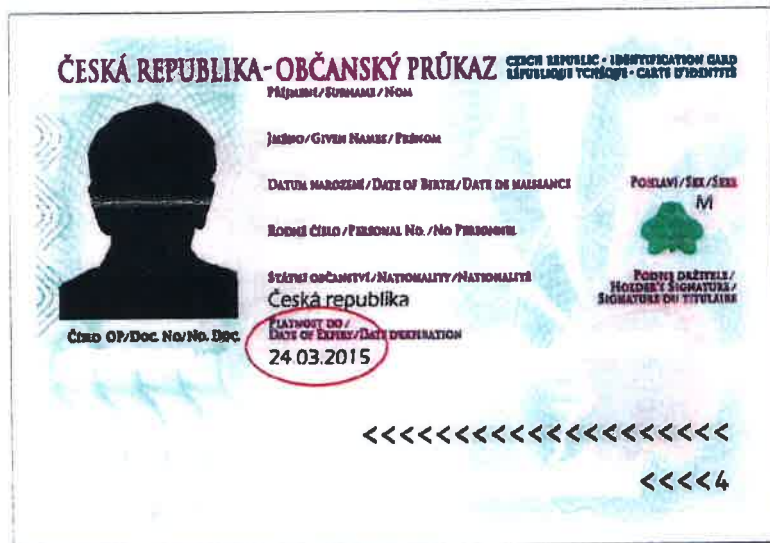 ČESKÁ REPUBLIKA - OBČANSKÝ PRŮKAZ
CZECH REPUBLIC - IDENTIFICATION CARD
RÉPUBLIQUE TCHÈQUE - CARTE D'IDENTITÉ
PŘÍJMENÍ/SURNAME/NOM
JMÉNO/GIVEN NAMES/PRÉNOM
DATUM NAROZENÍ/DATE OF BIRTH/DATE DE NAISSANCE
POHLAVÍ/SEX/SEXE
M
RODNÉ ČÍSLO/PERSONAL NO./NO PERSONNEL
STÁTNÍ OBČANSTVÍ/NATIONALITY/NATIONALITÉ
Česká republika
PODPIS DRŽITELE/
HOLDER'S SIGNATURE/
SIGNATURE DU TITULAIRE
ČÍSLO OP/DOC. NO/NO. DOC.
PLATNOST DO/
DATE OF EXPIRY/DATE D'EXPIRATION
24.03.2015
<<<<<<<<<<<<<<<<<<<<
<<<<4